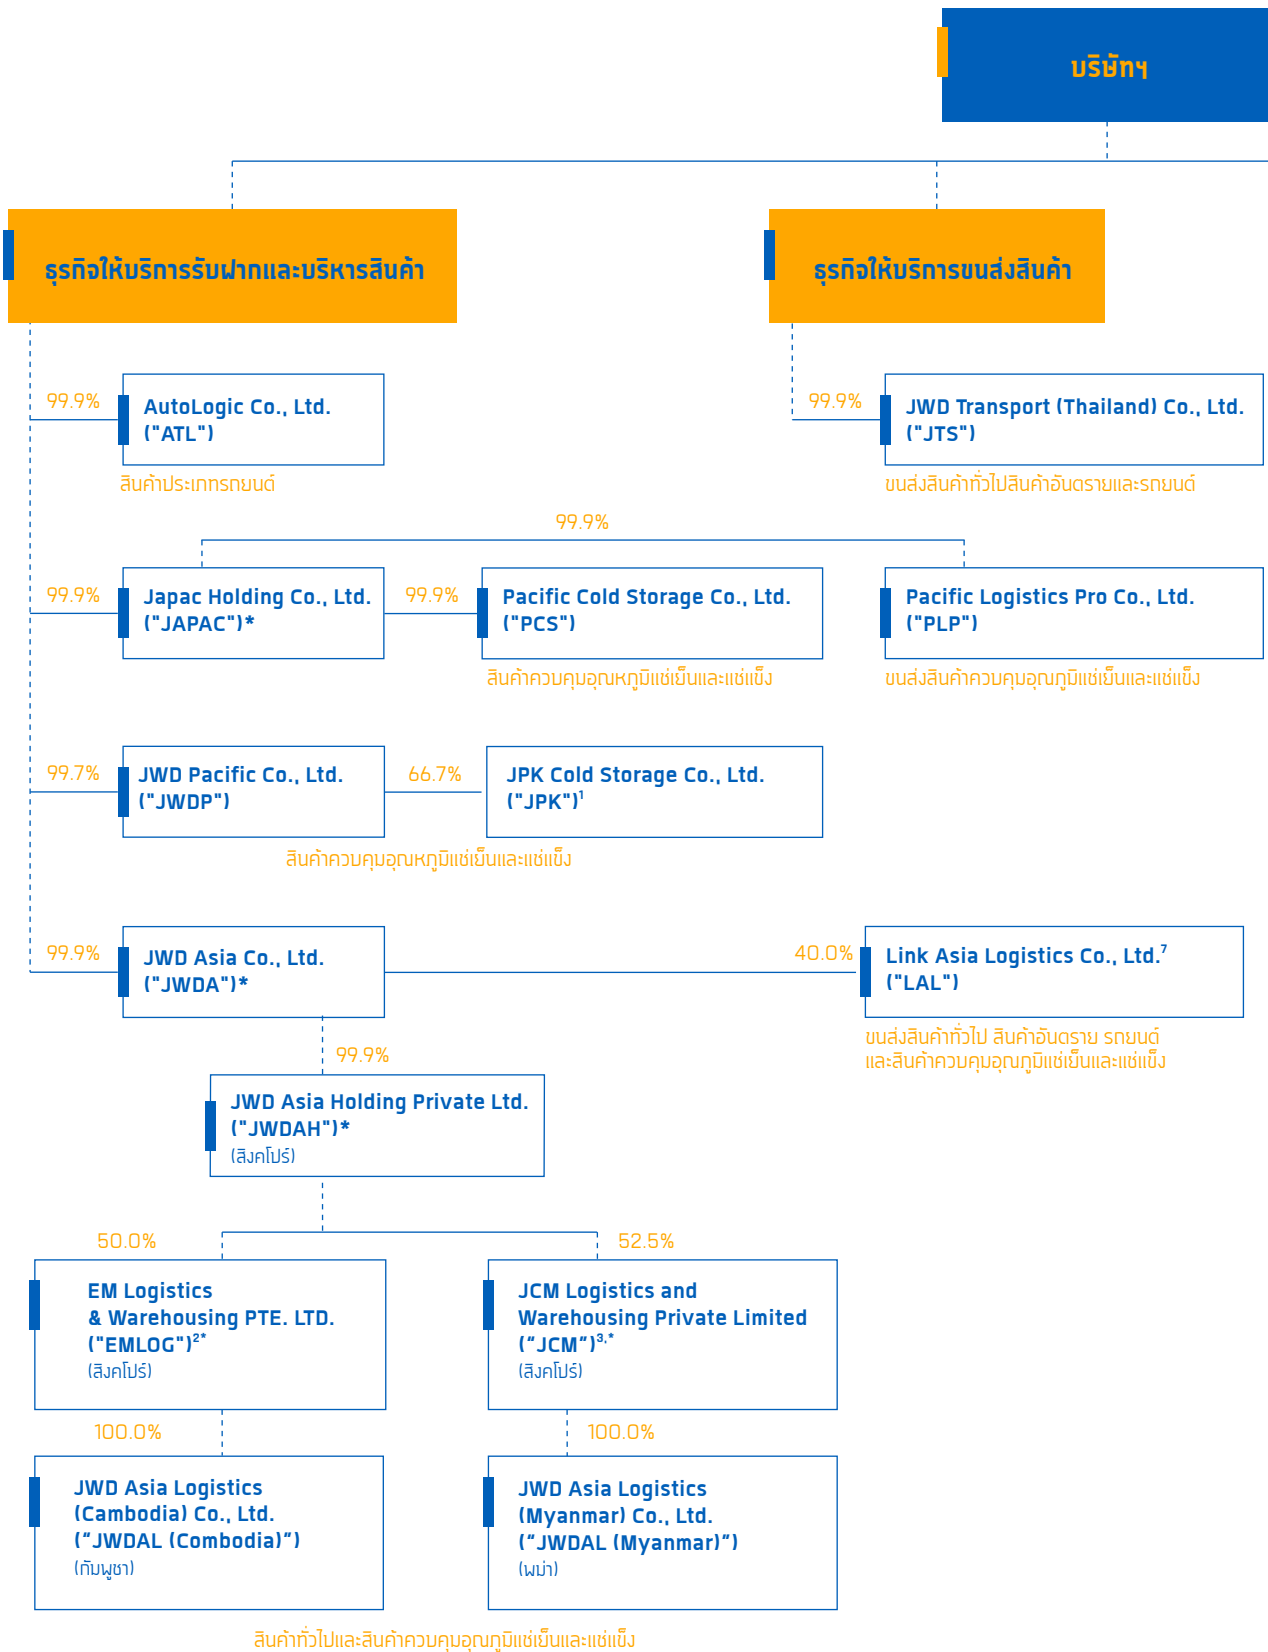 บริษัทฯ
ธุรกิจให้บริการรับฝากและบริหารสินค้า
ธุรกิจให้บริการขนส่งสินค้า
99.9%
AutoLogic Co., Ltd.
("ATL")
สินค้าประเภทรถยนต์
99.9%
JWD Transport (Thailand) Co., Ltd.
("JTS")
ขนส่งสินค้าทั่วไปสินค้าอันตรายและรถยนต์
99.9%
99.9%
Japac Holding Co., Ltd.
("JAPAC")*
99.9%
Pacific Cold Storage Co., Ltd.
("PCS")
สินค้าควบคุมอุณหภูมิแช่เย็นและแช่แข็ง
Pacific Logistics Pro Co., Ltd.
("PLP")
ขนส่งสินค้าควบคุมอุณภูมิแช่เย็นและแช่แข็ง
99.7%
JWD Pacific Co., Ltd.
("JWDP")
66.7%
JPK Cold Storage Co., Ltd.
("JPK")¹
สินค้าควบคุมอุณหภูมิแช่เย็นและแช่แข็ง
99.9%
JWD Asia Co., Ltd.
("JWDA")*
40.0%
Link Asia Logistics Co., Ltd.⁷
("LAL")
ขนส่งสินค้าทั่วไป สินค้าอันตราย รถยนต์
และสินค้าควบคุมอุณภูมิแช่เย็นและแช่แข็ง
99.9%
JWD Asia Holding Private Ltd.
("JWDAH")*
(สิงคโปร์)
50.0%
EM Logistics
& Warehousing PTE. LTD.
("EMLOG")²*
(สิงคโปร์)
52.5%
JCM Logistics and
Warehousing Private Limited
(“JCM”)³,*
(สิงคโปร์)
100.0%
JWD Asia Logistics
(Cambodia) Co., Ltd.
(“JWDAL (Combodia)”)
(กัมพูชา)
100.0%
JWD Asia Logistics
(Myanmar) Co., Ltd.
(“JWDAL (Myanmar)”)
(พม่า)
สินค้าทั่วไปและสินค้าควบคุมอุณภูมิแช่เย็นและแช่แข็ง